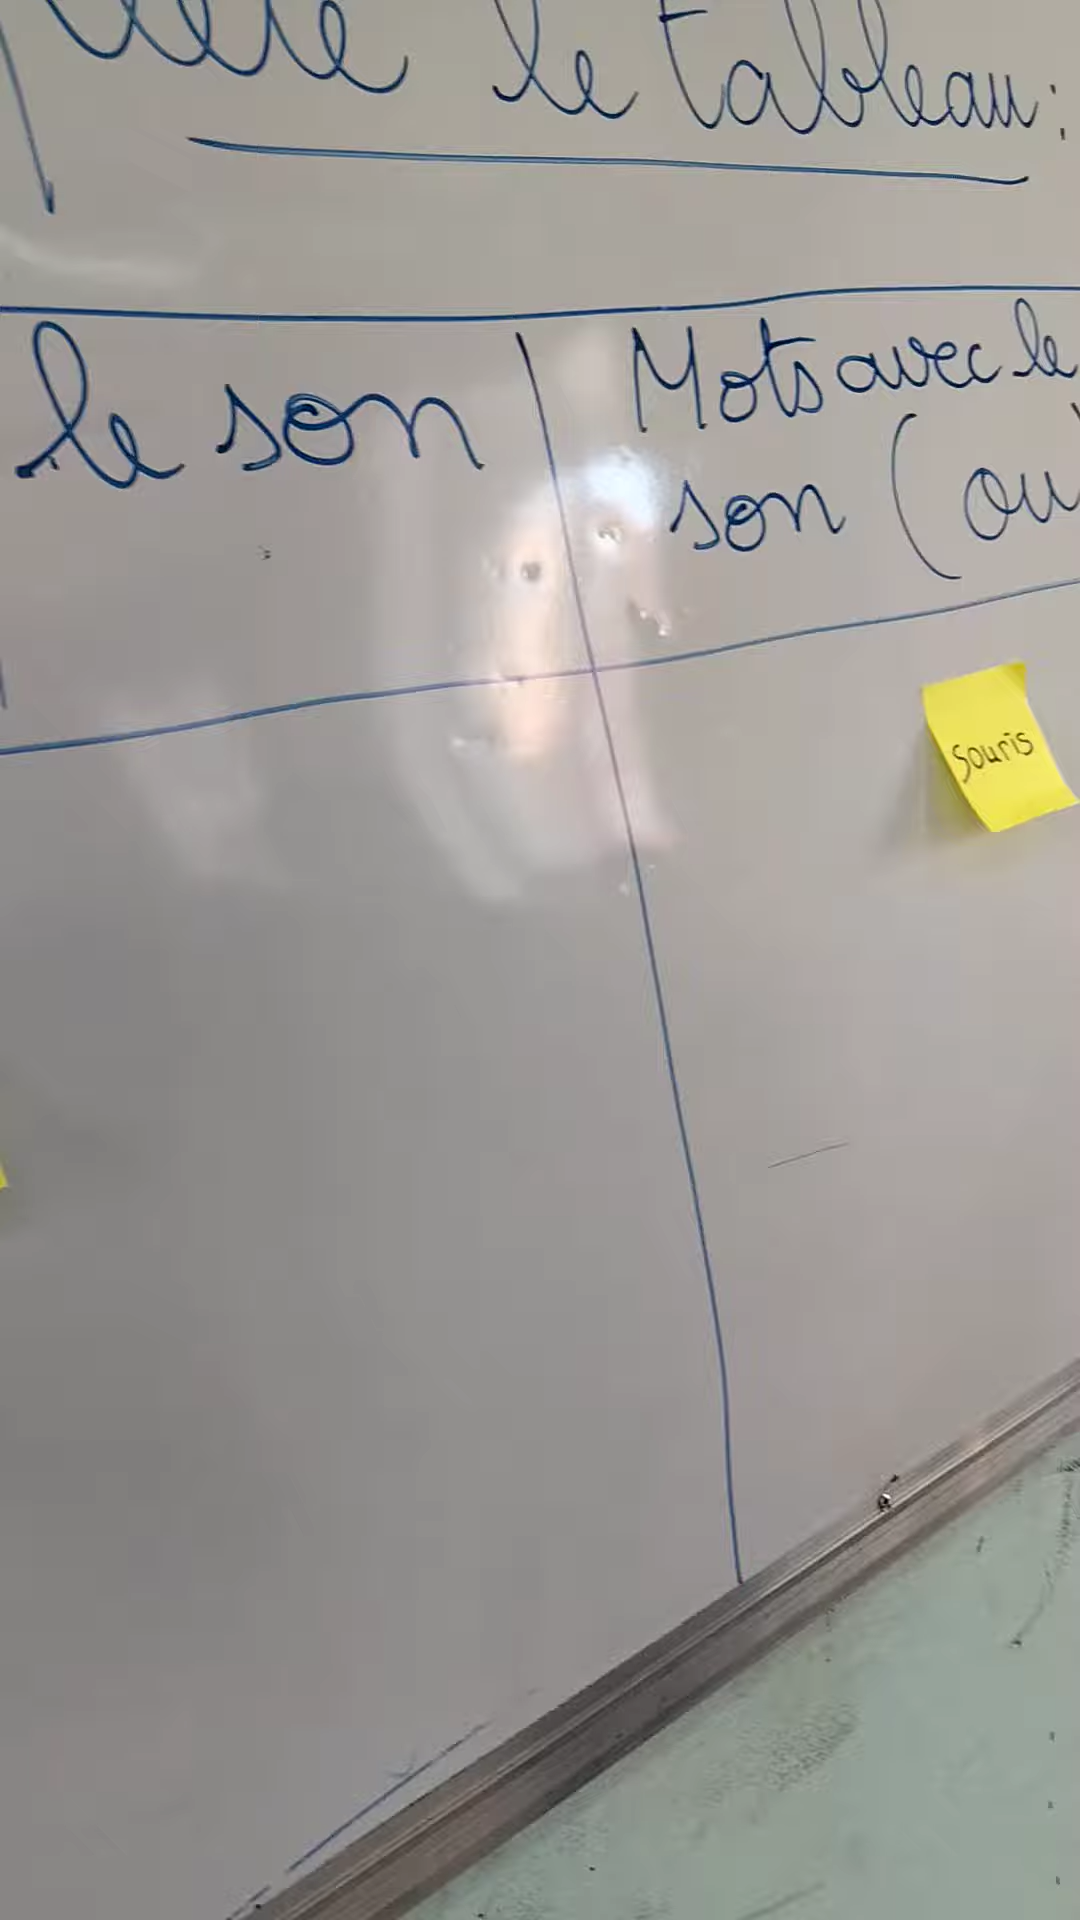 le tableau:
le son
Mots avec le
son (ou
Souris